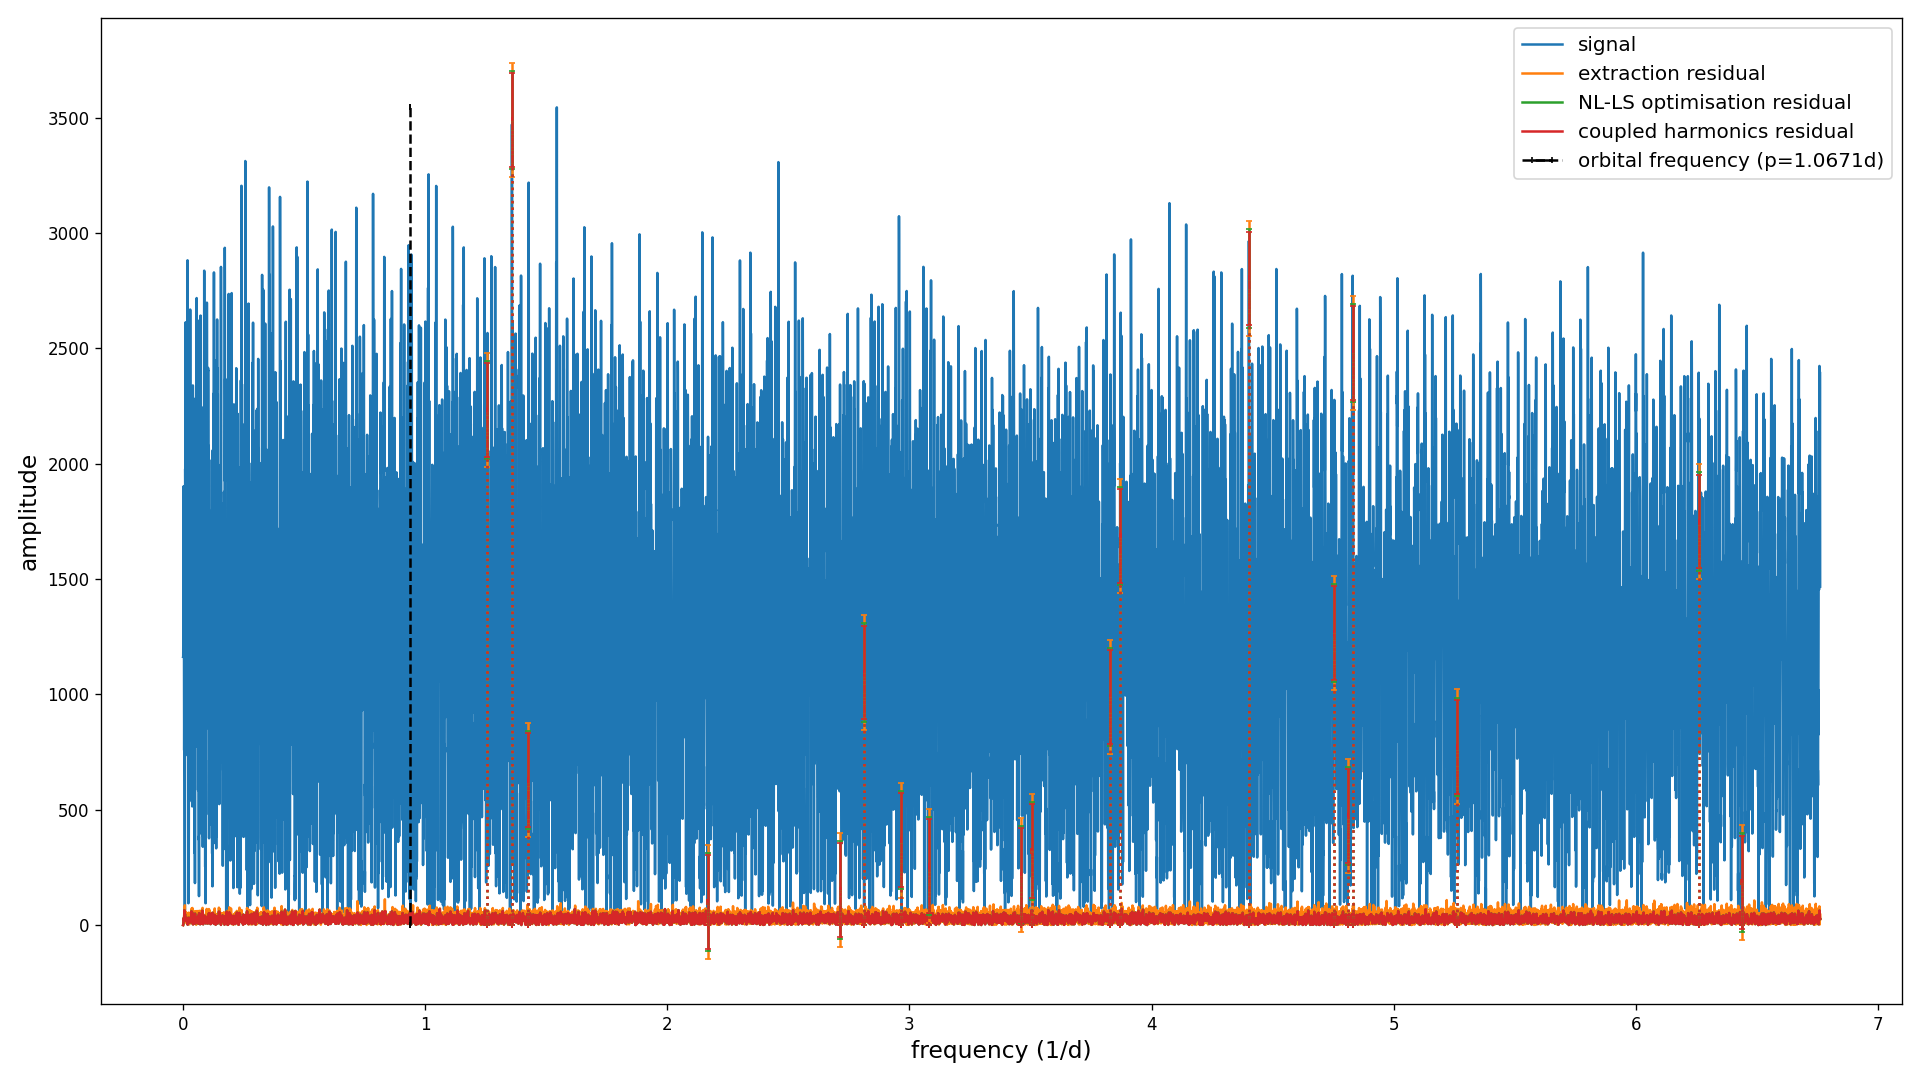 signal
extraction residual
NL-LS optimisation residual
coupled harmonics residual
orbital frequency (p=1.0671d)
amplitude
3500
3000
2500
2000
1500
1000
500
0
0 1 2 3 4 5 6 7
frequency (1/d)